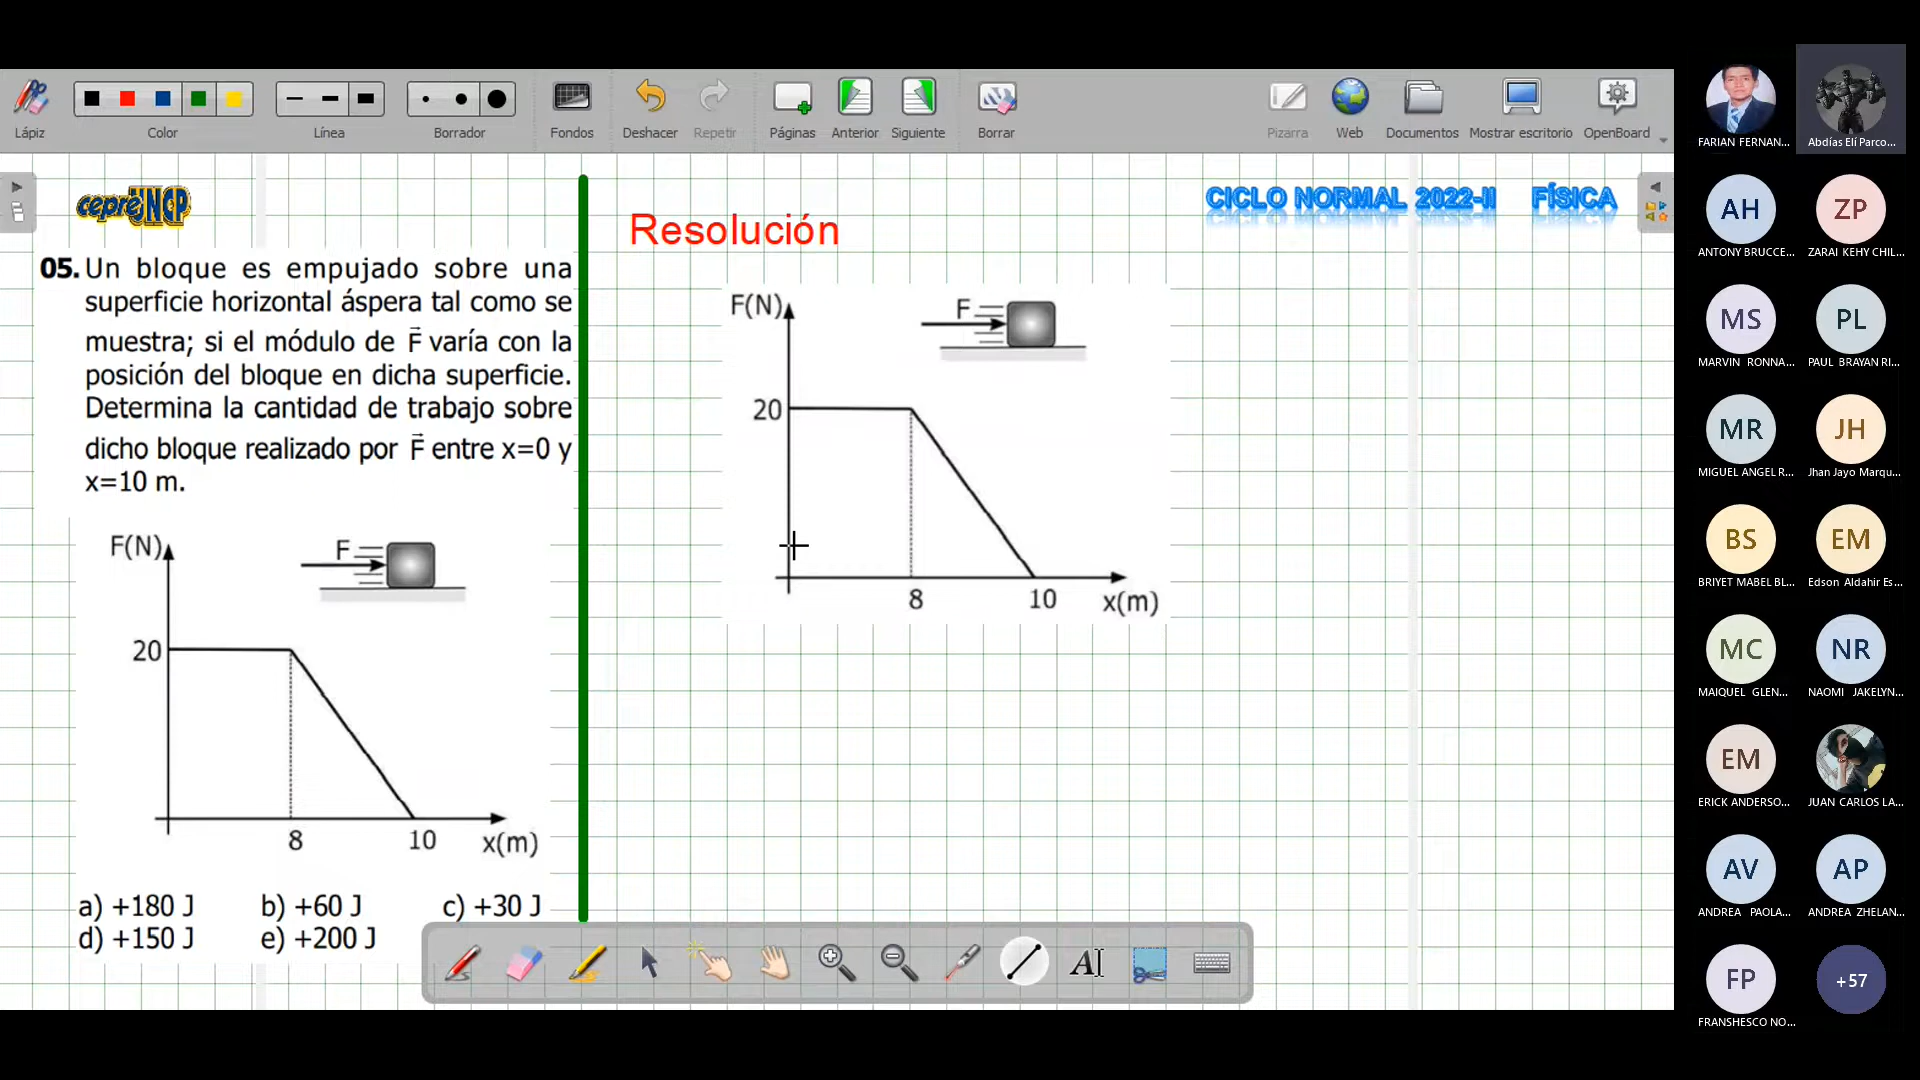 Lápiz
Color
Línea
Borrador
Fondos
Deshacer
Repetir
Páginas
Anterior
Siguiente
Borrar
Pizarra
Web
Documentos
Mostrar escritorio
OpenBoard
cepreUNCP
CICLO NORMAL 2022-II FÍSICA
05. Un bloque es empujado sobre una
superficie horizontal áspera tal como se
muestra; si el módulo de F⃗ varía con la
posición del bloque en dicha superficie.
Determina la cantidad de trabajo sobre
dicho bloque realizado por F⃗ entre x=0 y
x=10 m.
F(N)
F
20
8
10
x(m)
a) +180 J b) +60 J c) +30 J
d) +150 J e) +200 J
Resolución
F(N)
F
20
8
10
x(m)
AI
FARIAN FERNAN...
Abdías Elí Parco...
AH
ANTONY BRUCCE...
ZP
ZARAI KEHY CHIL...
MS
MARVIN RONNA...
PL
PAUL BRAYAN RI...
MR
MIGUEL ANGEL R...
JH
Jhan Jayo Marqu...
BS
BRIYET MABEL BL...
EM
Edson Aldahir Es...
MC
MAIQUEL GLEN...
NR
NAOMI JAKELYN...
EM
ERICK ANDERSO...
JUAN CARLOS LA...
AV
ANDREA PAOLA...
AP
ANDREA ZHELAN...
FP
FRANSHESCO NO...
+57